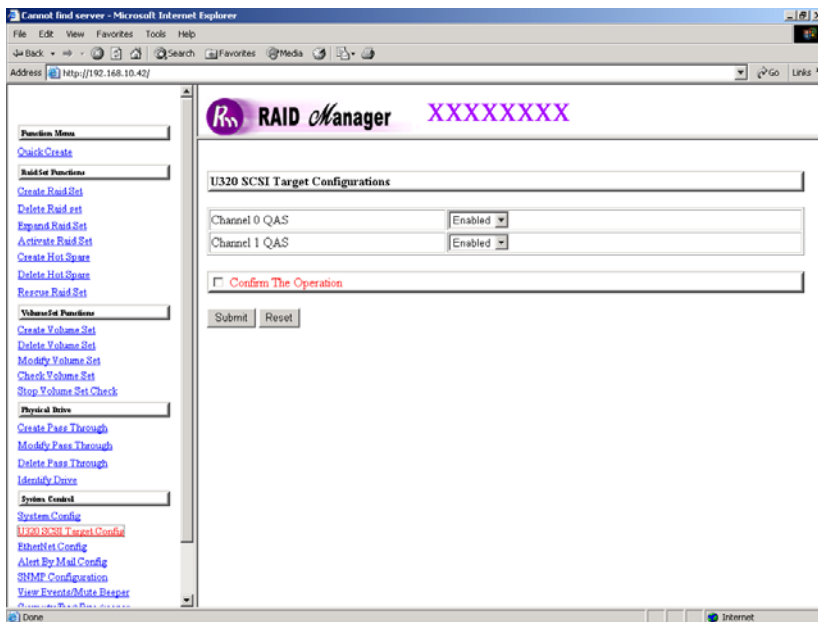 Cannot find server - Microsoft Internet Explorer
File Edit View Favorites Tools Help
Back Search Favorites Media
Address http://192.168.10.42/ Go Links
Function Menu
Quick Create
Raid Set Functions
Create Raid Set
Delete Raid set
Expand Raid Set
Activate Raid Set
Create Hot Spare
Delete Hot Spare
Rescue Raid Set
VolumeSet Functions
Create Volume Set
Delete Volume Set
Modify Volume Set
Check Volume Set
Stop Volume Set Check
Physical Drive
Create Pass Through
Modify Pass Through
Delete Pass Through
Identify Drive
System Control
System Config
U320 SCSI Target Config
EtherNet Config
Alert By Mail Config
SNMP Configuration
View Events/Mute Beeper
Rm RAID Manager XXXXXXXX
U320 SCSI Target Configurations
Channel 0 QAS Enabled
Channel 1 QAS Enabled
Confirm The Operation
Submit Reset
Done Internet